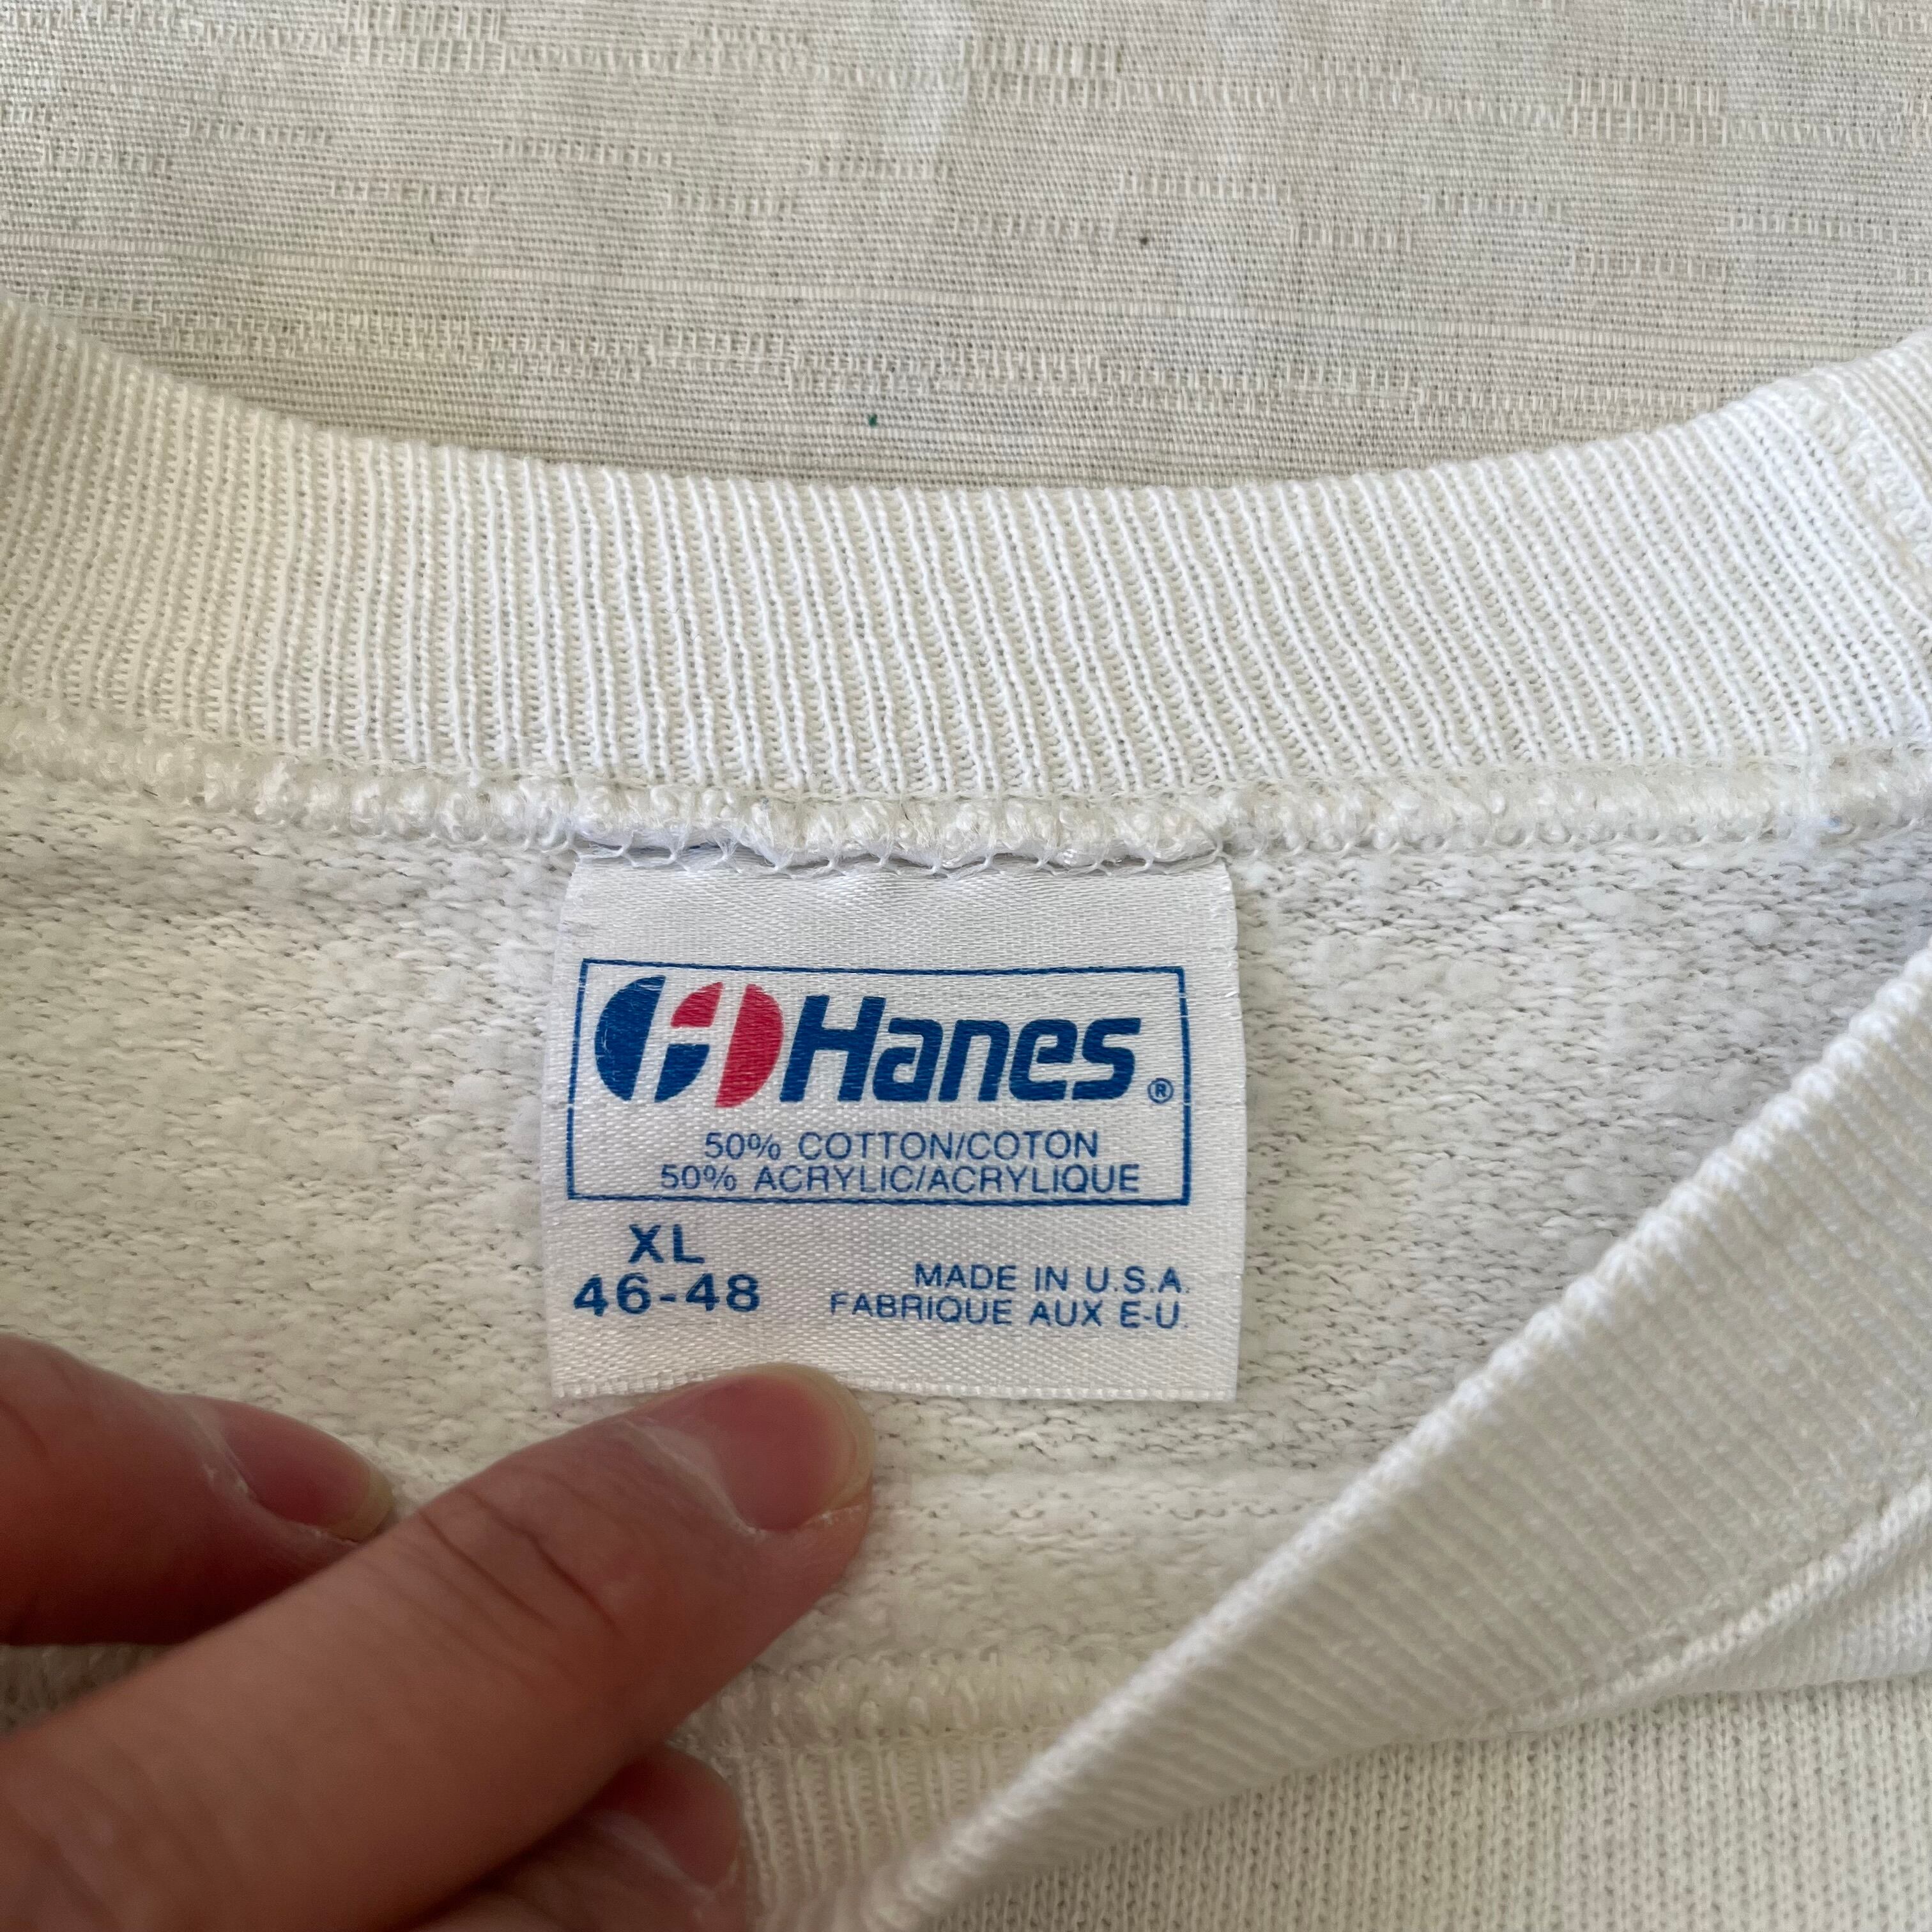 Hanes®
50% COTTON/COTON
50% ACRYLIC/ACRYLIQUE
XL
46-48
MADE IN U.S.A.
FABRIQUE AUX E-U.